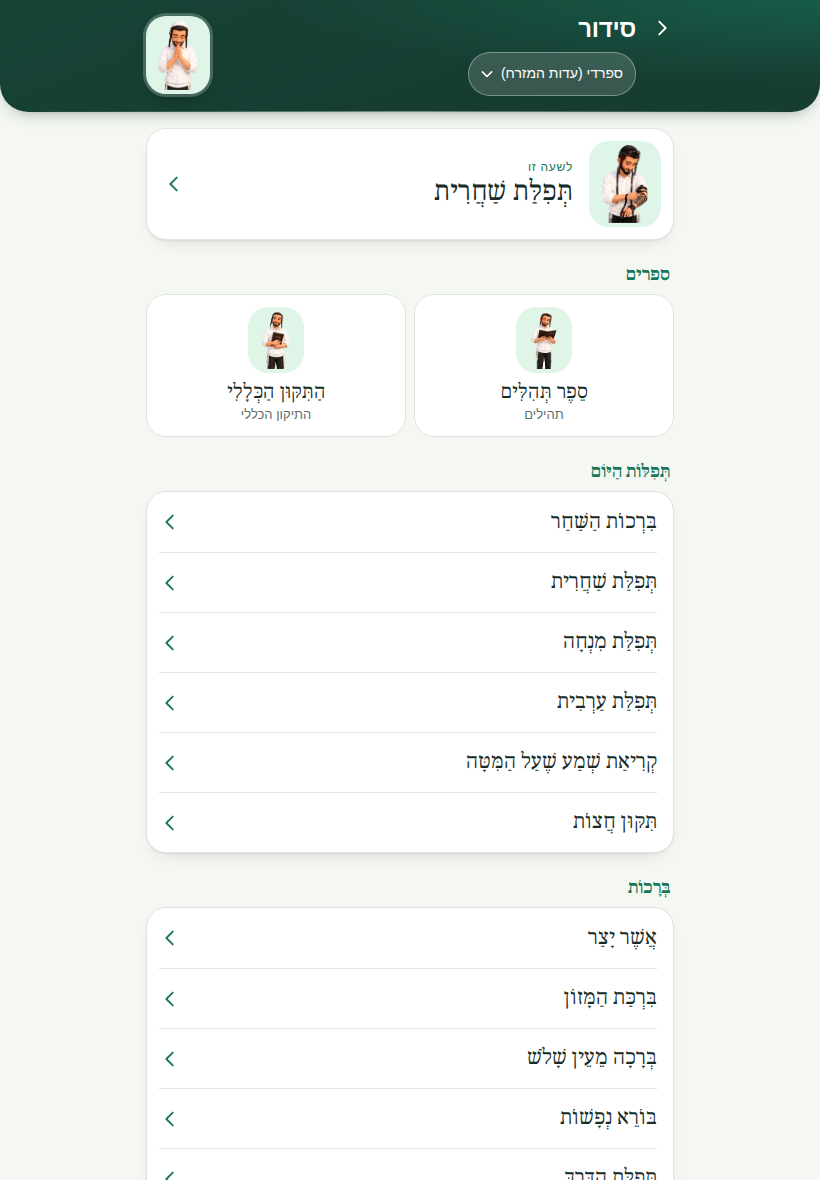 סידור
ספרדי (עדות המזרח)
לשעה זו
תְּפִלַּת שַׁחֲרִית
ספרים
סֵפֶר תְּהִלִּים
תהילים
הַתִּקּוּן הַכְּלָלִי
התיקון הכללי
תְּפִלּוֹת הַיּוֹם
בִּרְכוֹת הַשַּׁחַר
תְּפִלַּת שַׁחֲרִית
תְּפִלַּת מִנְחָה
תְּפִלַּת עַרְבִית
קְרִיאַת שְׁמַע שֶׁעַל הַמִּטָּה
תִּקּוּן חֲצוֹת
בְּרָכוֹת
אֲשֶׁר יָצַר
בִּרְכַּת הַמָּזוֹן
בְּרָכָה מֵעֵין שָׁלֹשׁ
בּוֹרֵא נְפָשׁוֹת
תְּפִלַּת הַדֶּרֶךְ